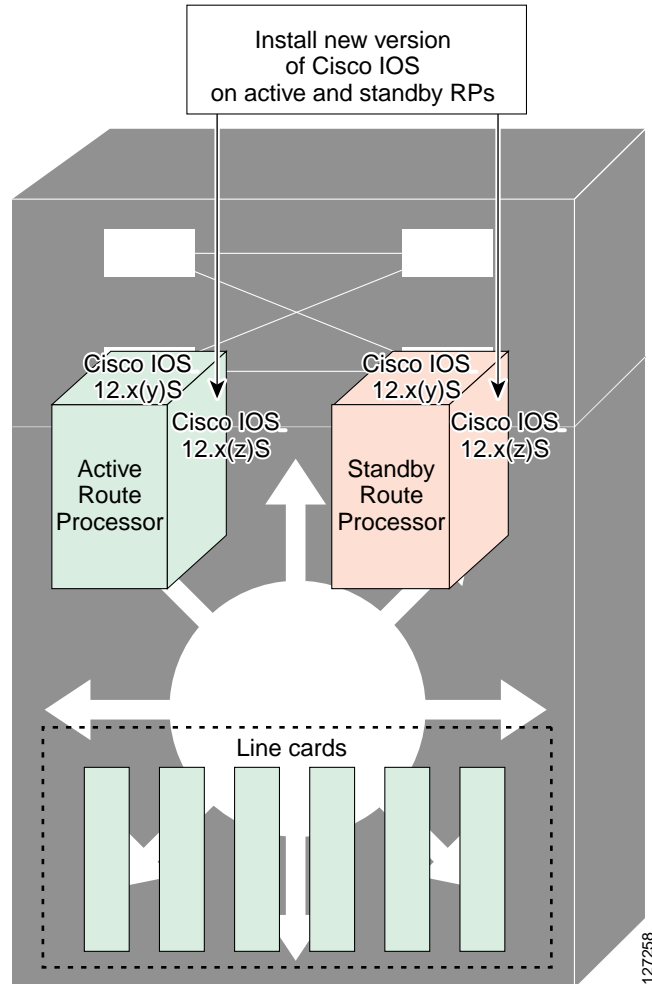 Install new version
of Cisco IOS
on active and standby RPs
Cisco IOS
12.x(y)S
Cisco IOS
12.x(z)S
Active
Route
Processor
Cisco IOS
12.x(y)S
Cisco IOS
12.x(z)S
Standby
Route
Processor
Line cards
127258